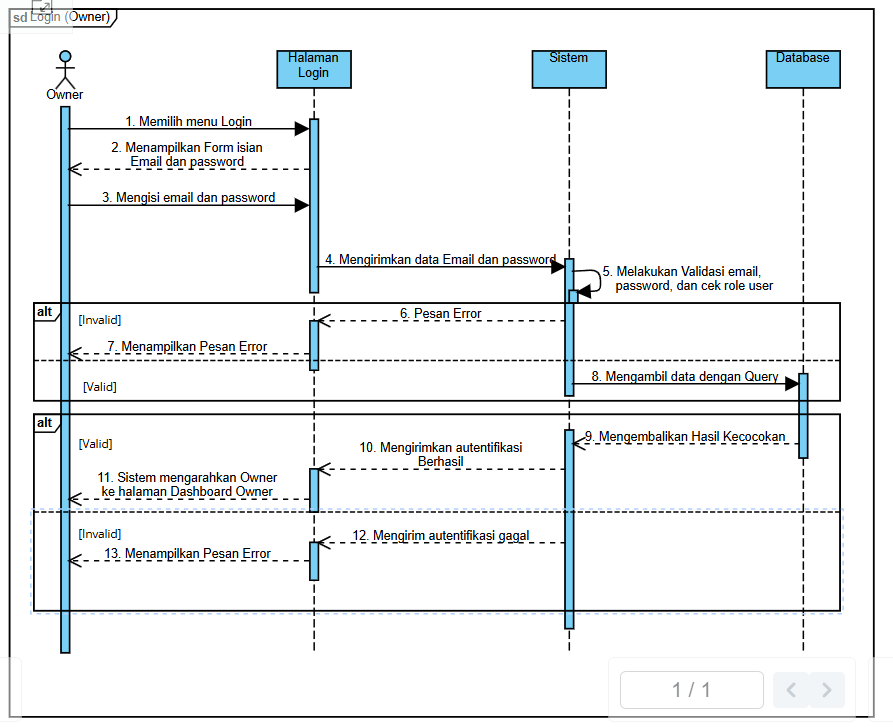 sd Login (Owner)
Halaman
Login
Sistem
Database
Owner
1. Memilih menu Login
2. Menampilkan Form isian
Email dan password
3. Mengisi email dan password
4. Mengirimkan data Email dan password
5. Melakukan Validasi email,
password, dan cek role user
alt
[Invalid]
6. Pesan Error
7. Menampilkan Pesan Error
[Valid]
8. Mengambil data dengan Query
alt
[Valid]
9. Mengembalikan Hasil Kecocokan
10. Mengirimkan autentifikasi
Berhasil
11. Sistem mengarahkan Owner
ke halaman Dashboard Owner
[Invalid]
12. Mengirim autentifikasi gagal
13. Menampilkan Pesan Error
1 / 1